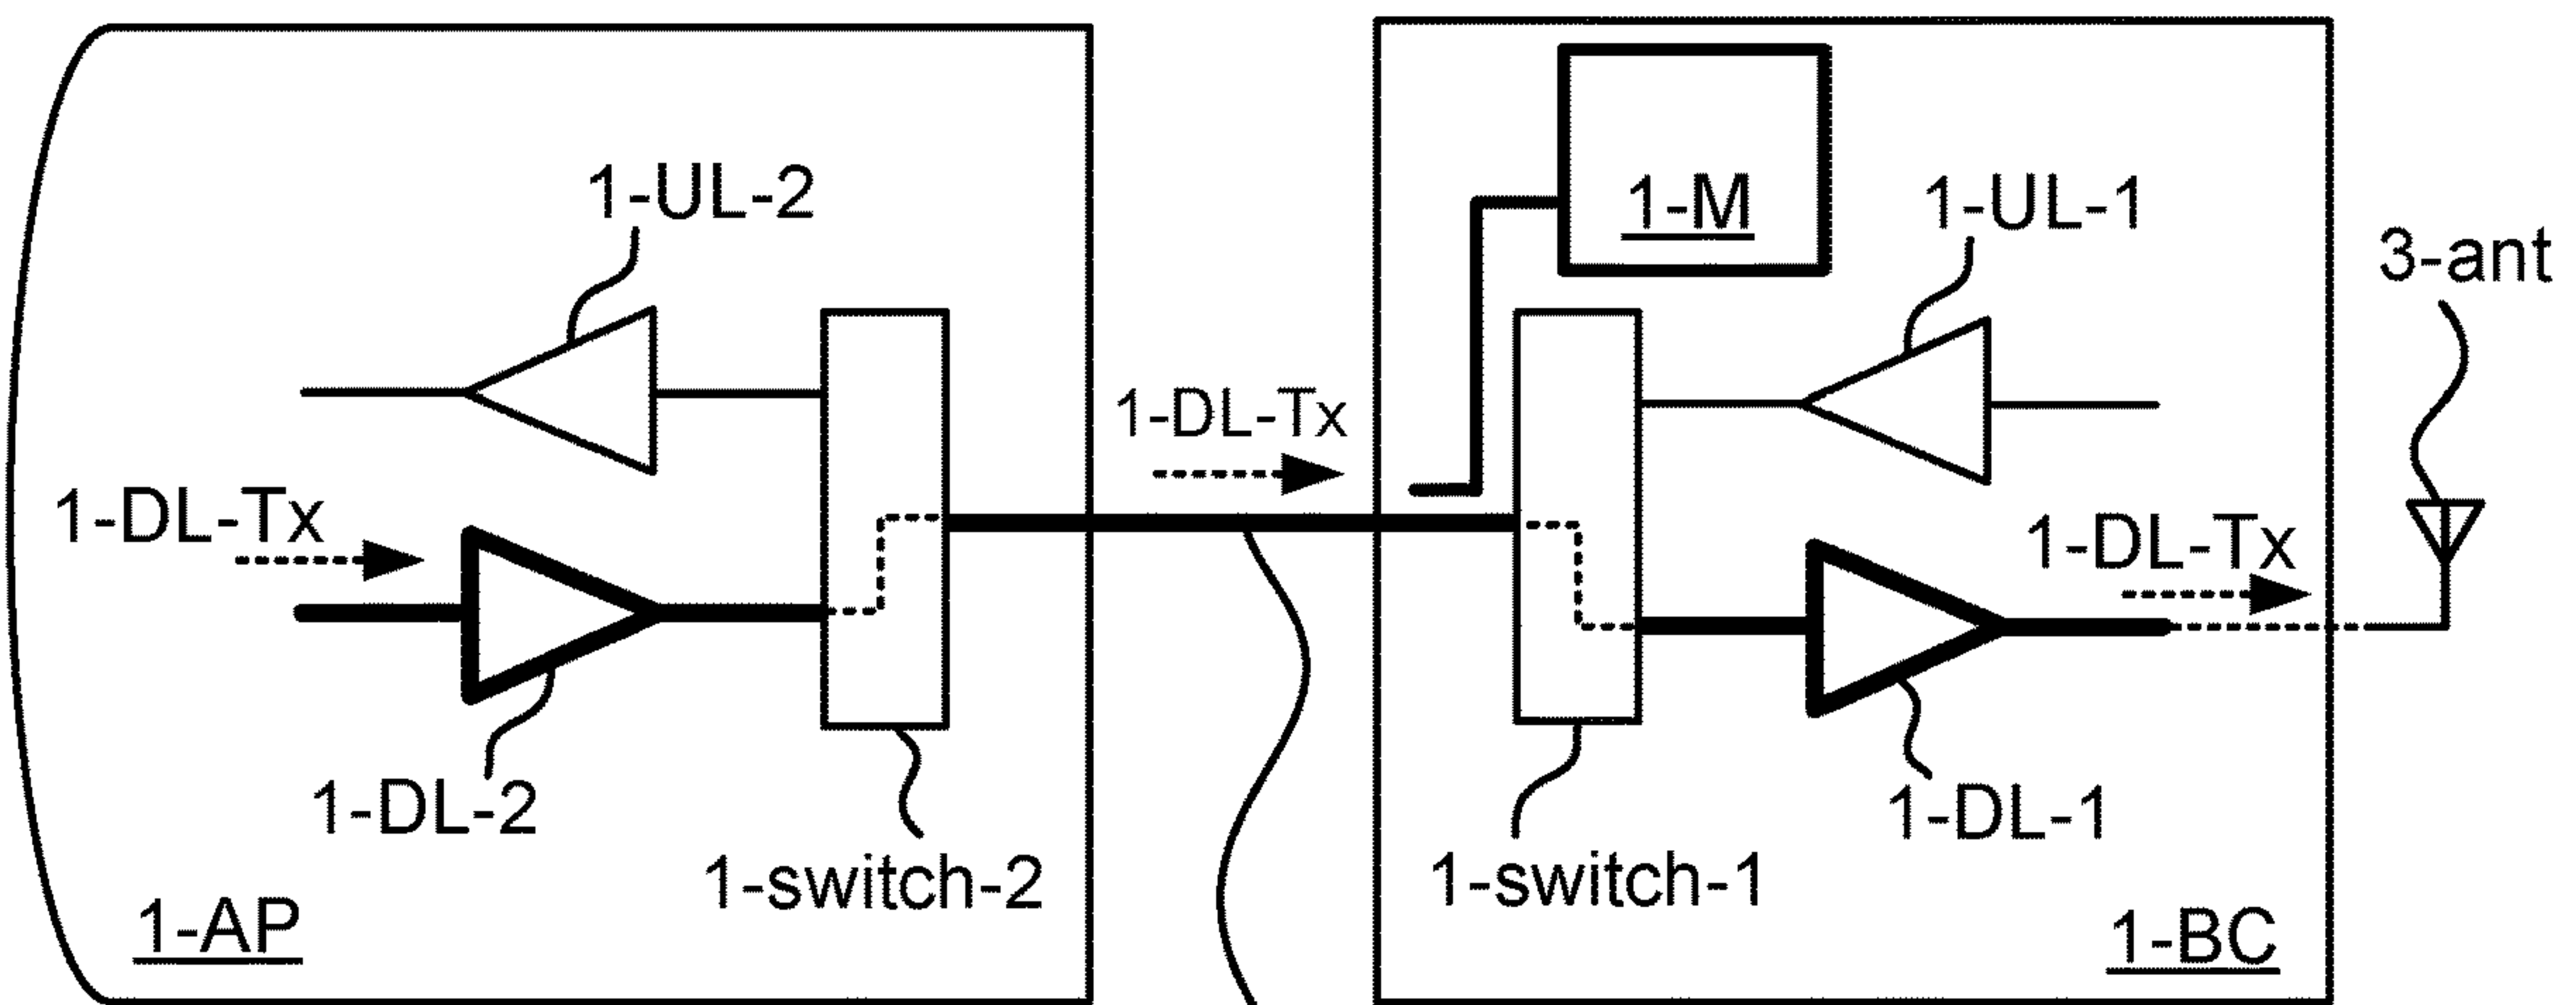 1-UL-2
1-M
1-UL-1
3-ant
1-DL-Tx
1-DL-Tx
1-DL-Tx
1-DL-2
1-DL-1
1-switch-2
1-switch-1
1-AP
1-BC